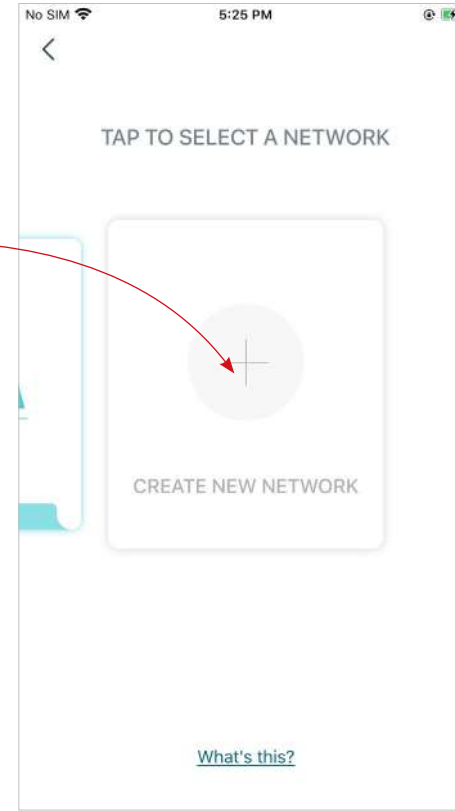 No SIM 5:25 PM
TAP TO SELECT A NETWORK
CREATE NEW NETWORK
What's this?